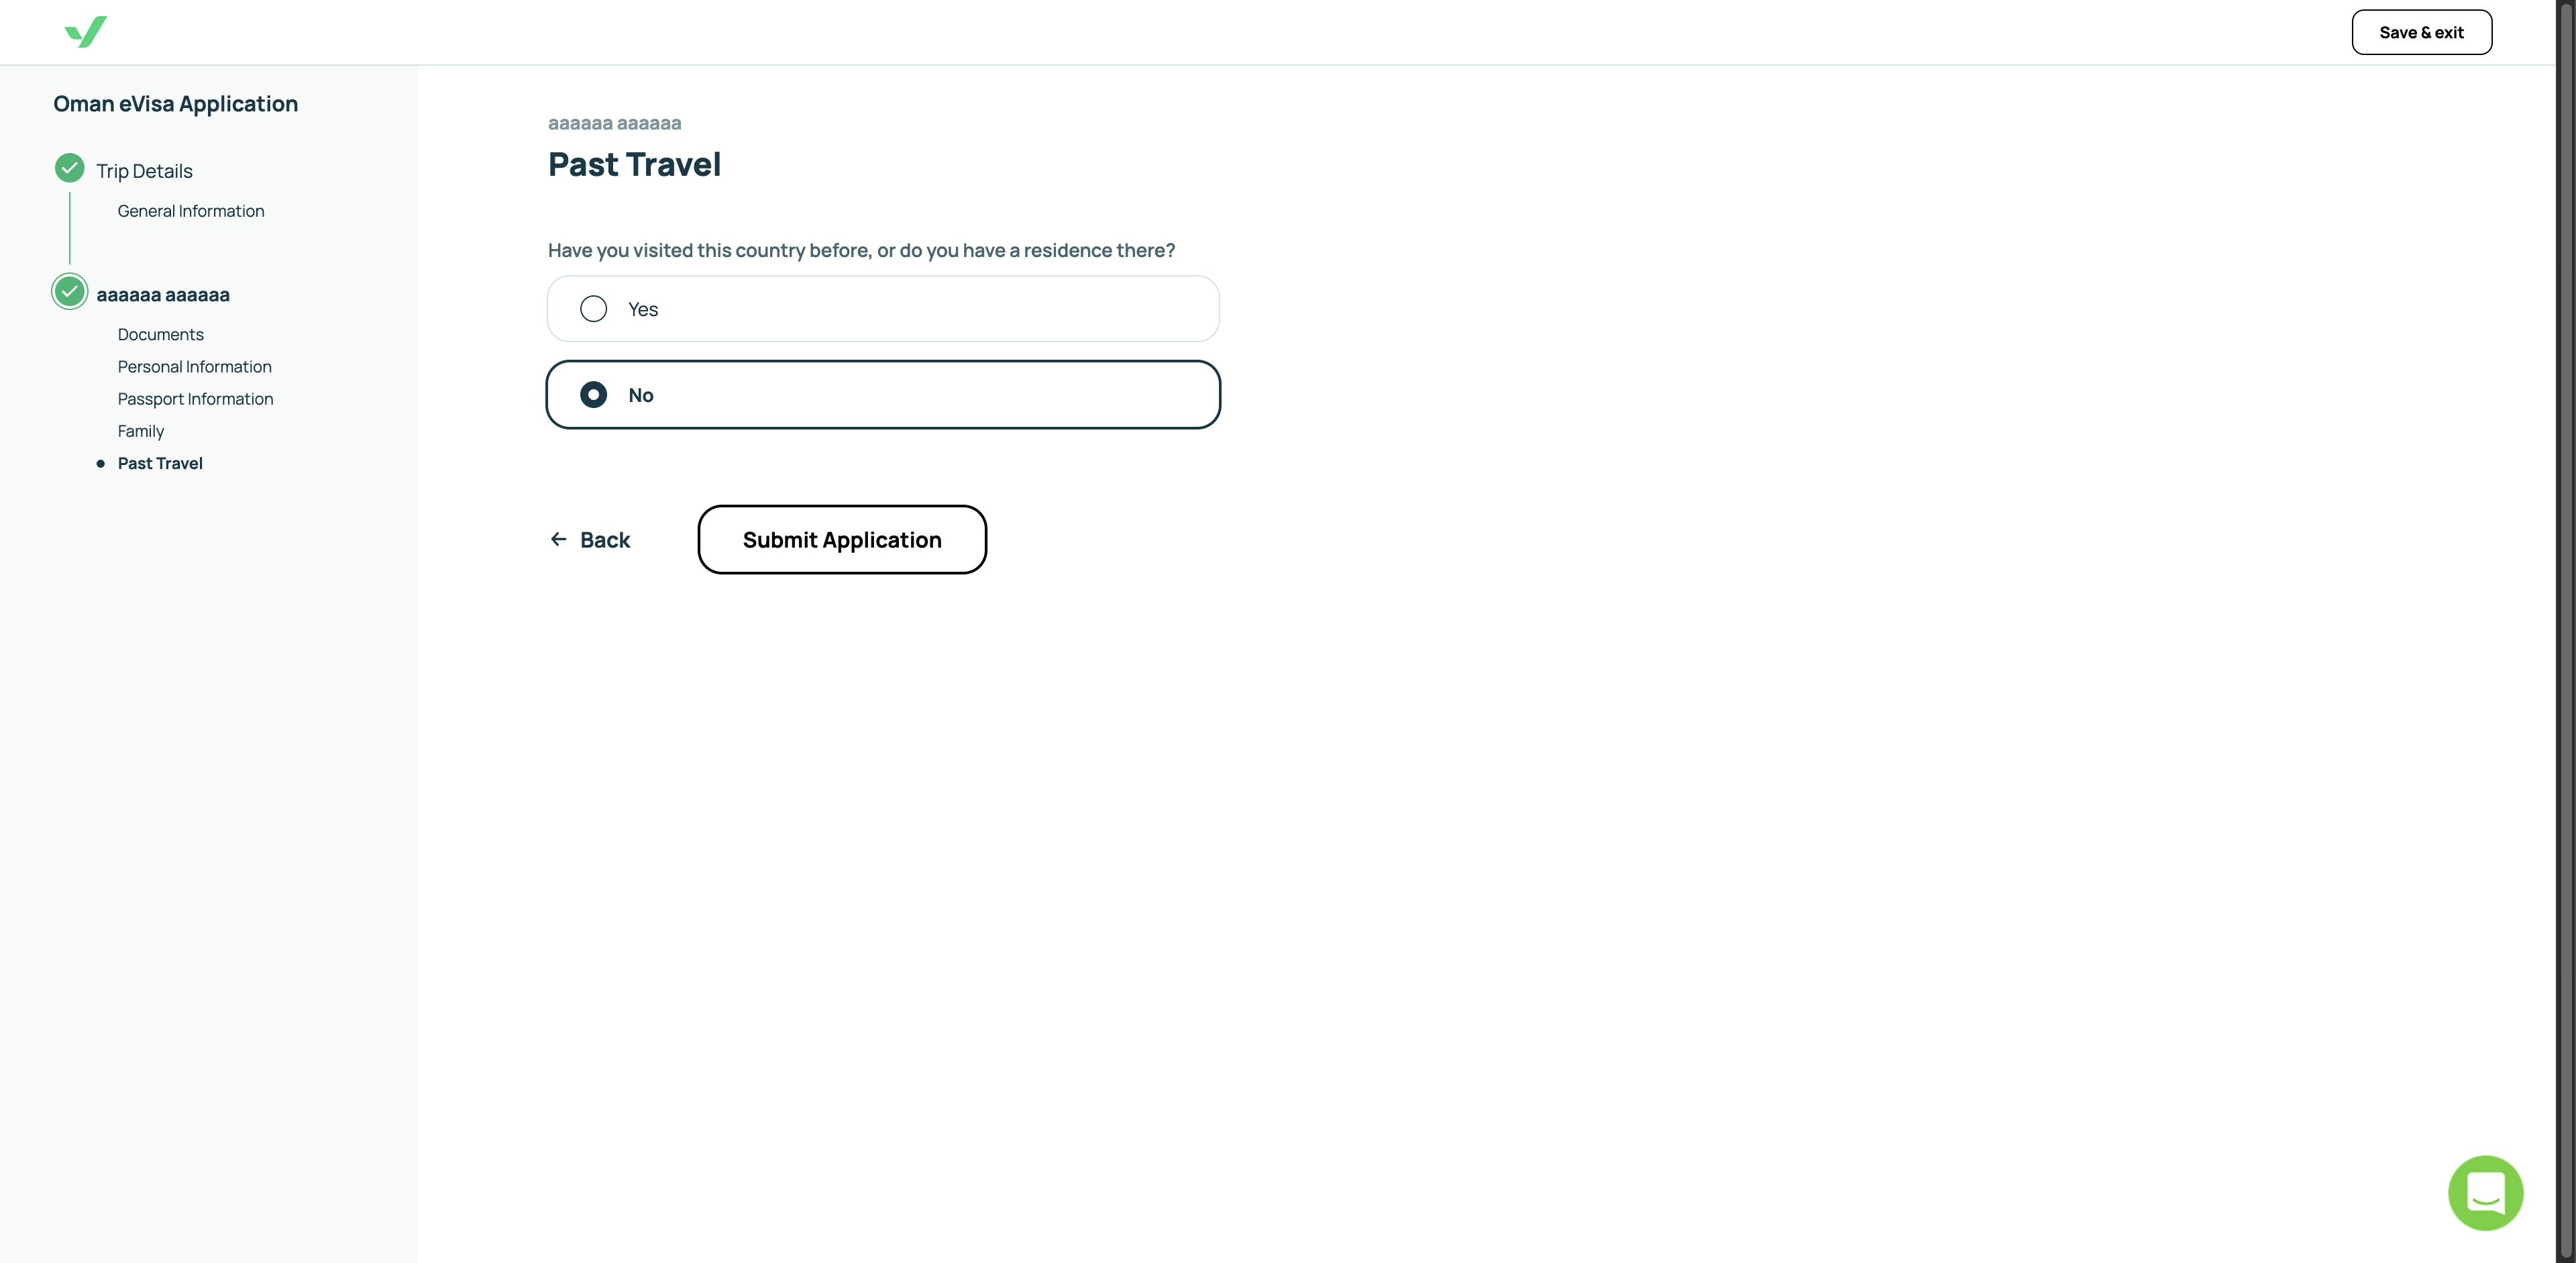 Save & exit
Oman eVisa Application
Trip Details
General Information
aaaaaa aaaaaa
Documents
Personal Information
Passport Information
Family
Past Travel
aaaaaa aaaaaa
Past Travel
Have you visited this country before, or do you have a residence there?
Yes
No
Back
Submit Application